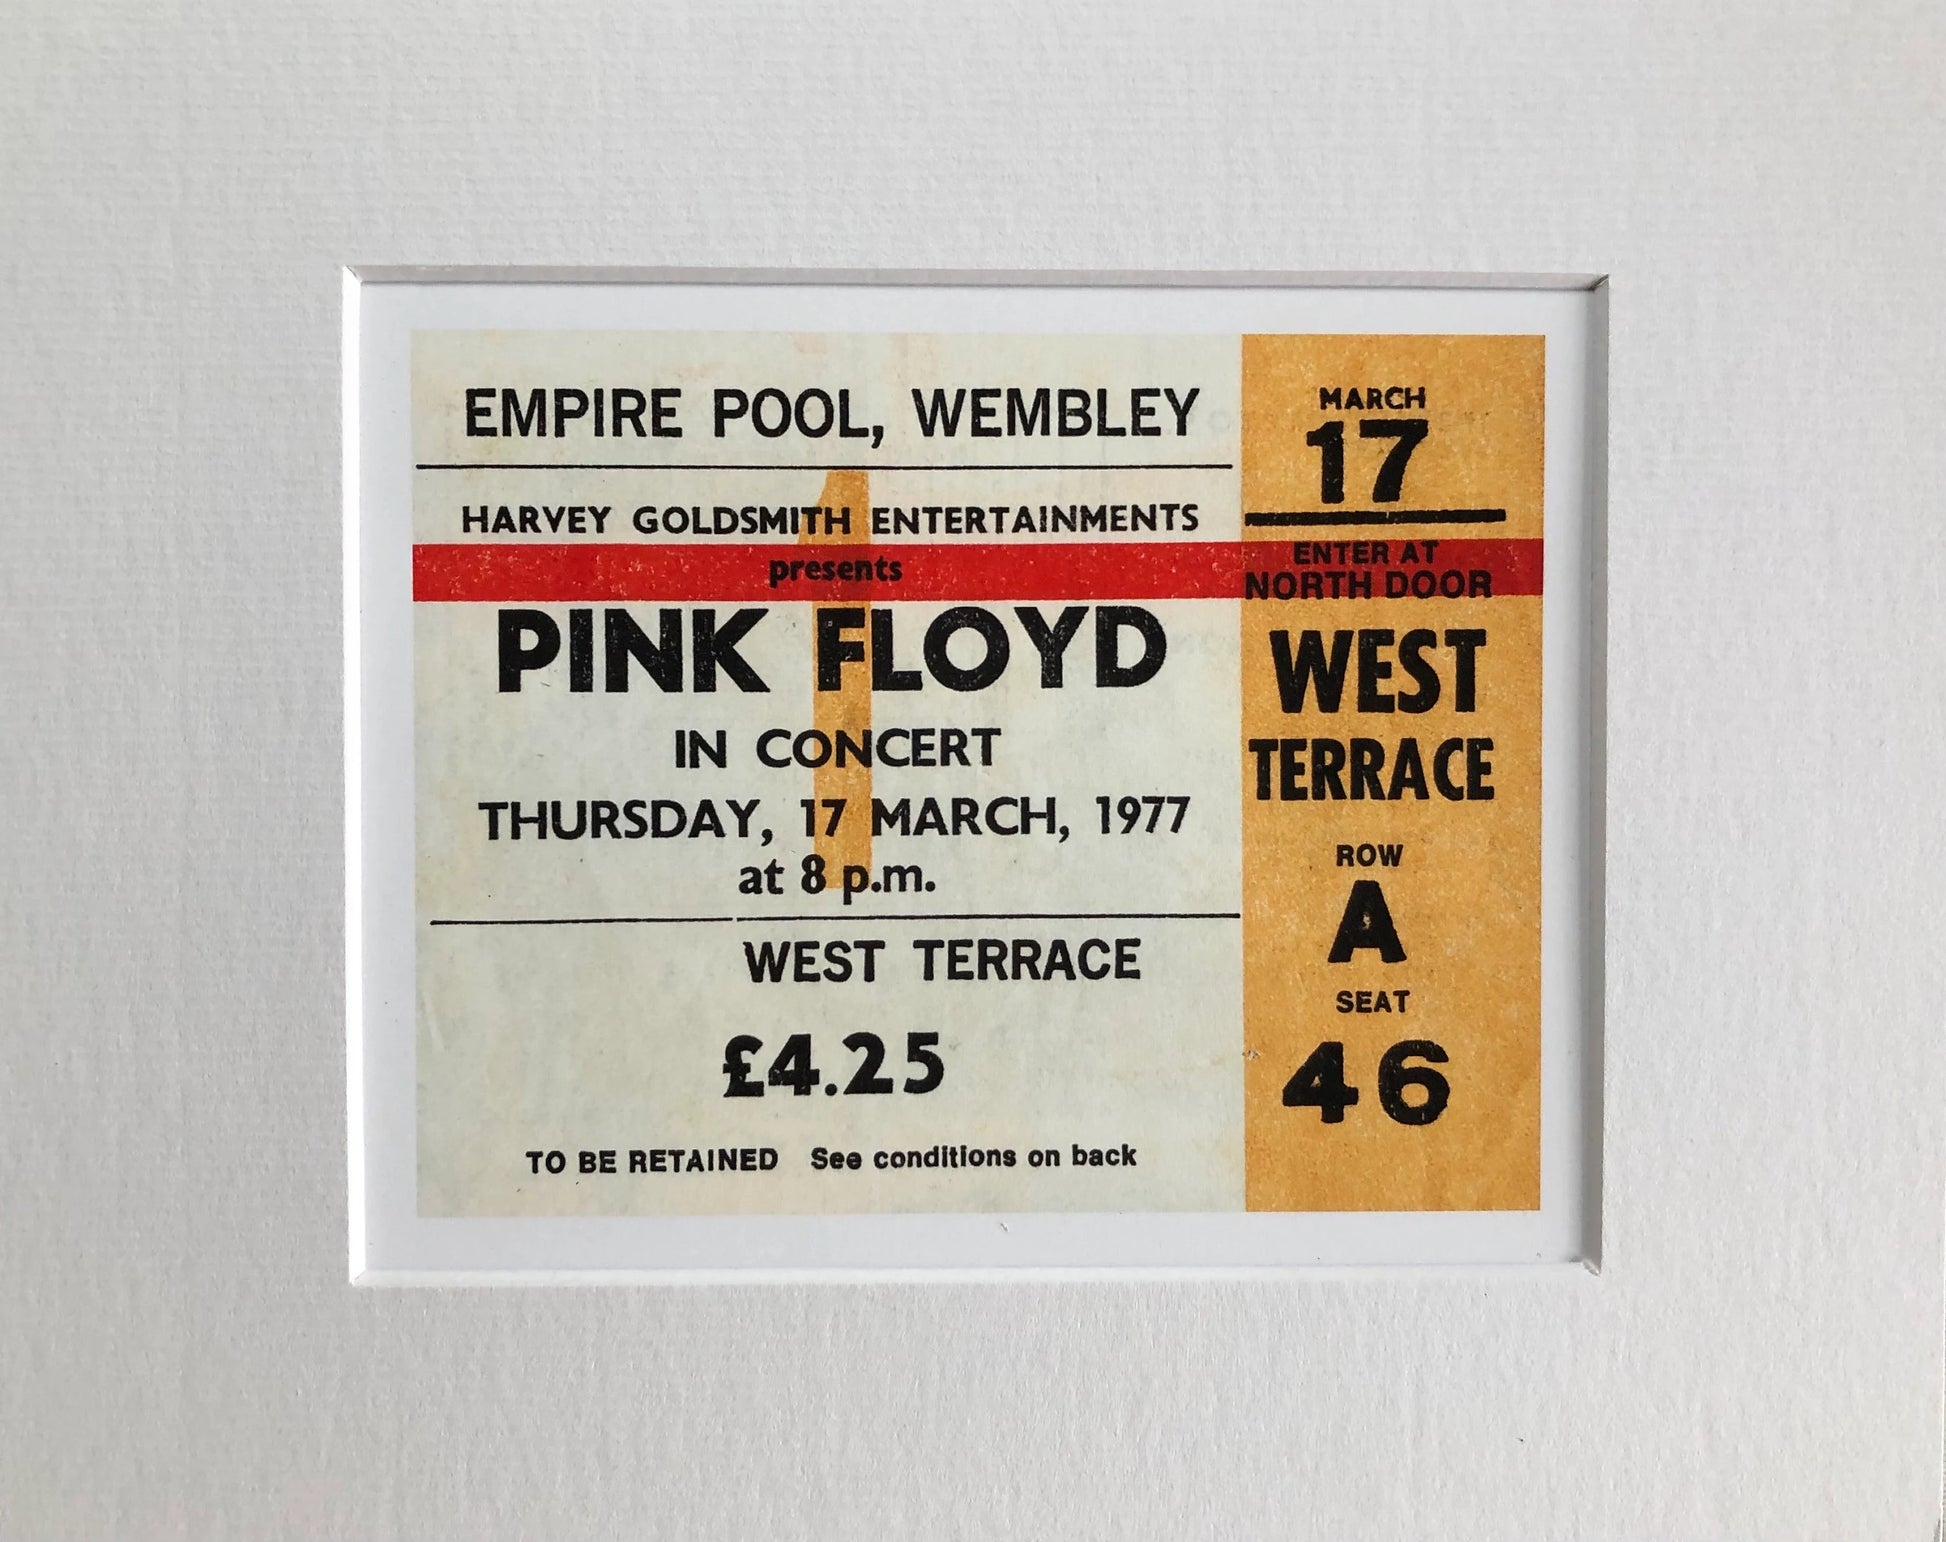 EMPIRE POOL, WEMBLEY
HARVEY GOLDSMITH ENTERTAINMENTS
presents
PINK FLOYD
IN CONCERT
THURSDAY, 17 MARCH, 1977
at 8 p.m.
WEST TERRACE
£4.25
TO BE RETAINED See conditions on back
1
MARCH
17
ENTER AT
NORTH DOOR
WEST
TERRACE
ROW
A
SEAT
46